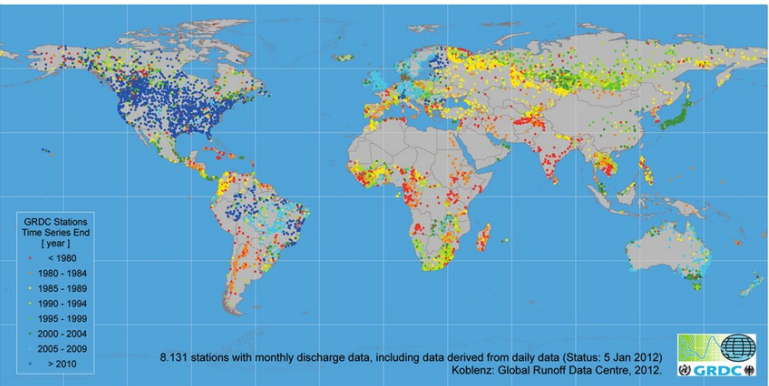 GRDC Stations
Time Series End
[ year ]
< 1980
1980 - 1984
1985 - 1989
1990 - 1994
1995 - 1999
2000 - 2004
2005 - 2009
> 2010
8.131 stations with monthly discharge data, including data derived from daily data (Status: 5 Jan 2012)
Koblenz: Global Runoff Data Centre, 2012.
GRDC